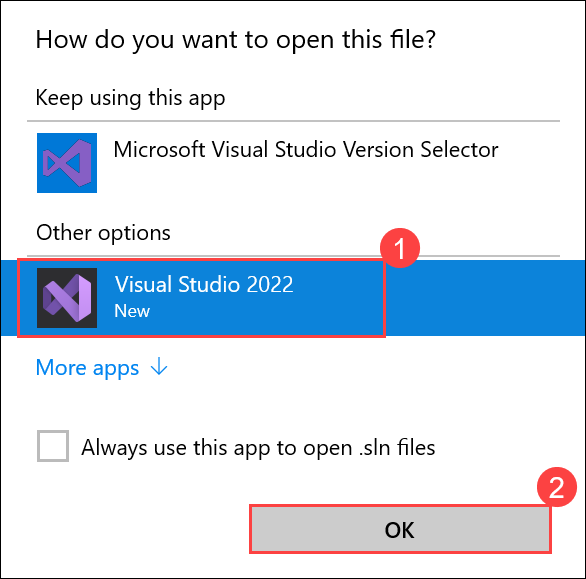 How do you want to open this file?
Keep using this app
Microsoft Visual Studio Version Selector
Other options
1
Visual Studio 2022
New
More apps ↓
Always use this app to open .sln files
2
OK